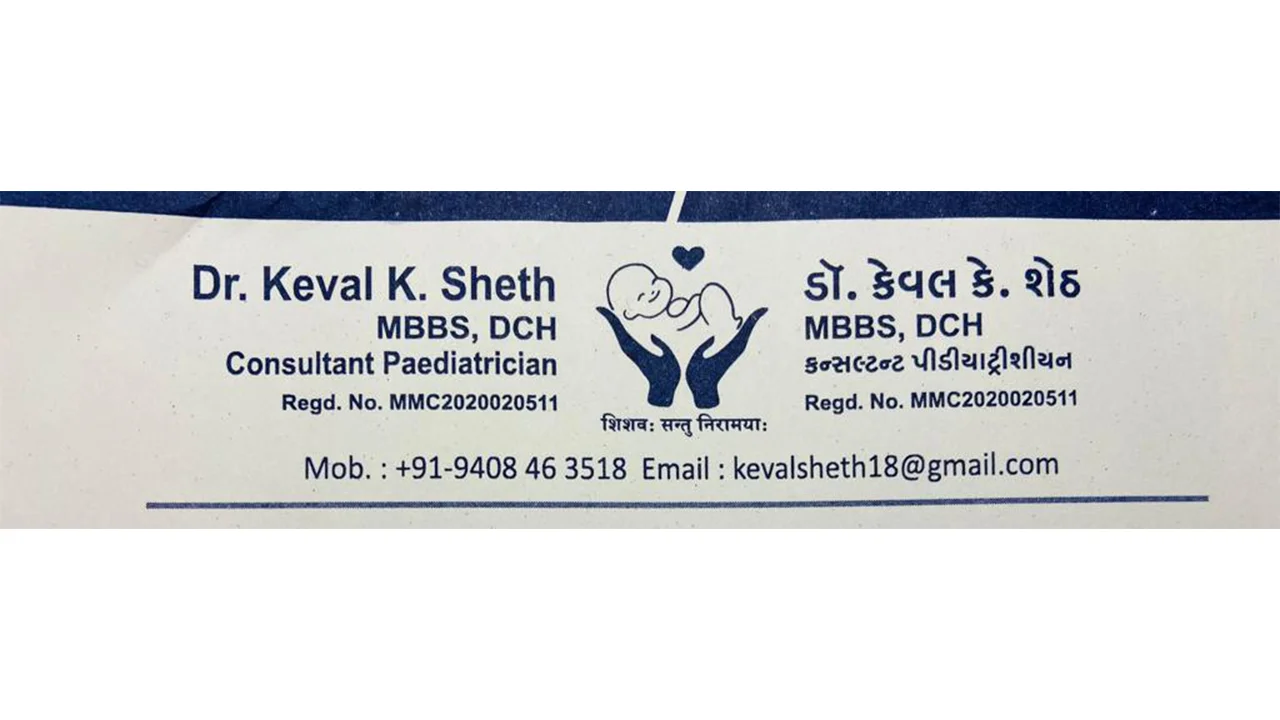 Dr. Keval K. Sheth
MBBS, DCH
Consultant Paediatrician
Regd. No. MMC2020020511
शिशवः सन्तु निरामयाः
ડૉ. કેવલ કે. શેઠ
MBBS, DCH
કન્સલ્ટન્ટ પીડીયાટ્રીશીયન
Regd. No. MMC2020020511
Mob. : +91-9408 46 3518 Email : kevalsheth18@gmail.com